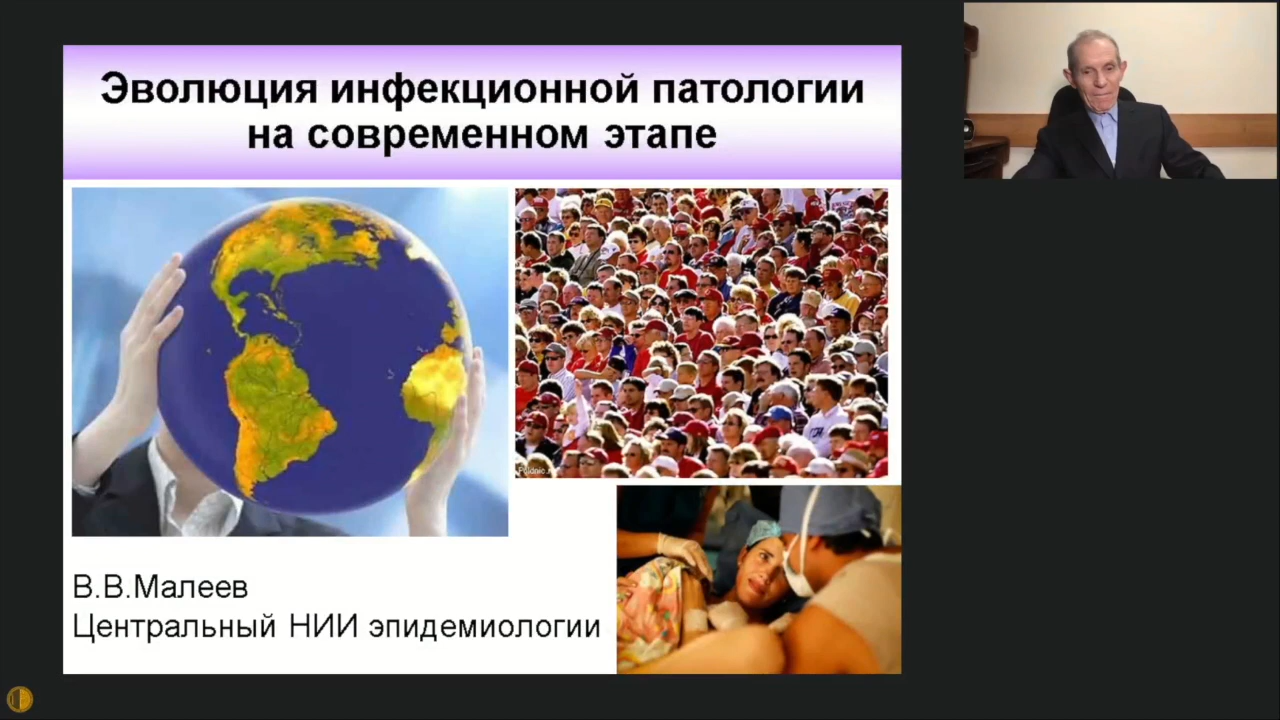 Эволюция инфекционной патологии
на современном этапе
В.В.Малеев
Центральный НИИ эпидемиологии